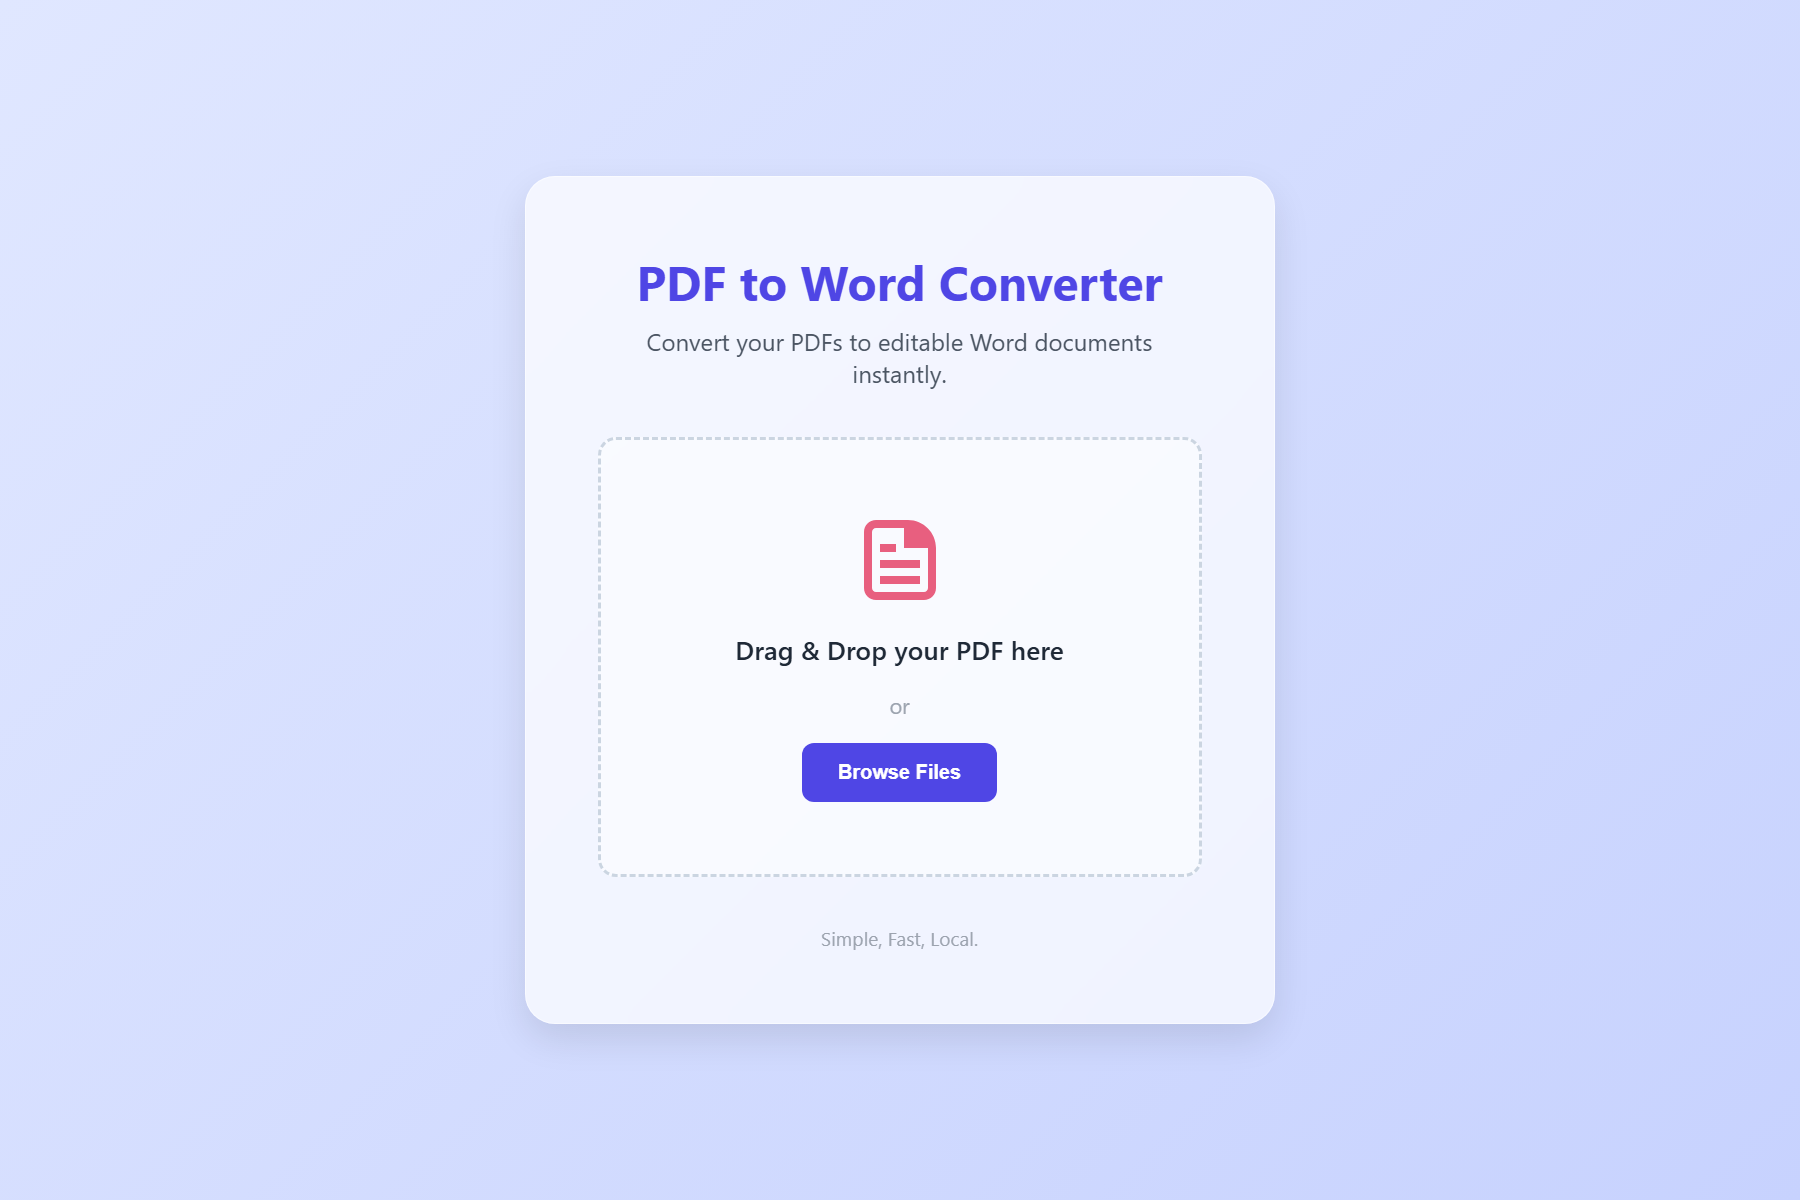 PDF to Word Converter
Convert your PDFs to editable Word documents
instantly.
Drag & Drop your PDF here
or
Browse Files
Simple, Fast, Local.